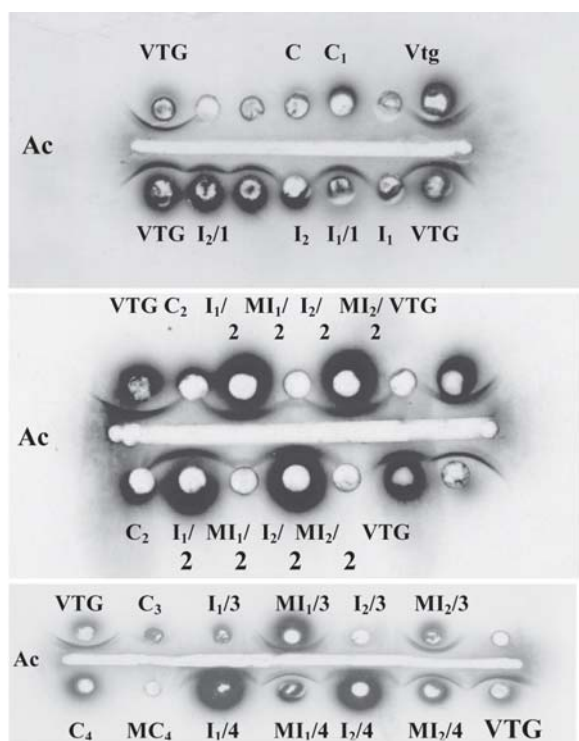 VTG C C₁ Vtg
Ac
VTG I₂/1 I₂ I₁/1 I₁ VTG
VTG C₂ I₁/ MI₁/ I₂/ MI₂/ VTG
2 2 2 2
Ac
C₂ I₁/ MI₁/ I₂/ MI₂/ VTG
2 2 2 2
VTG C₃ I₁/3 MI₁/3 I₂/3 MI₂/3
Ac
C₄ MC₄ I₁/4 MI₁/4 I₂/4 MI₂/4 VTG